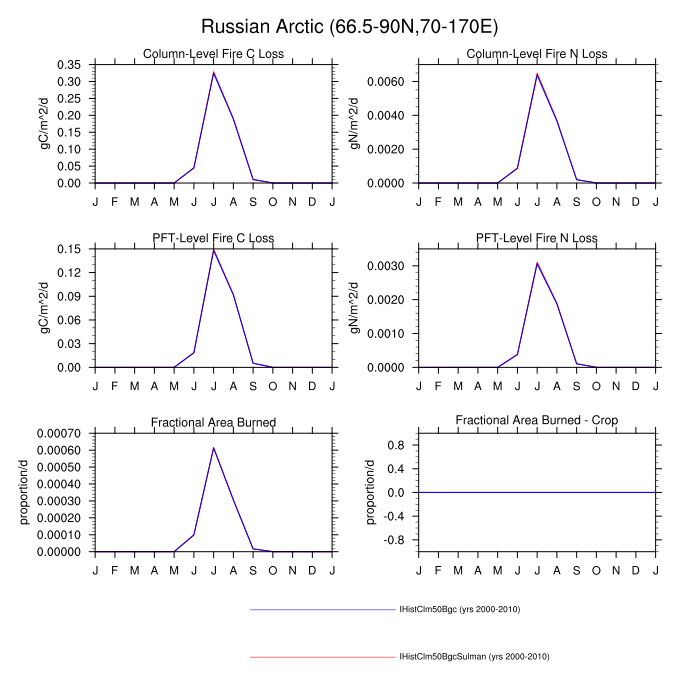 Russian Arctic (66.5-90N,70-170E)
Column-Level Fire C Loss
gC/m^2/d
0.35
0.30
0.25
0.20
0.15
0.10
0.05
0.00
J F M A M J J A S O N D J
Column-Level Fire N Loss
gN/m^2/d
0.0060
0.0040
0.0020
0.0000
J F M A M J J A S O N D J
PFT-Level Fire C Loss
gC/m^2/d
0.15
0.12
0.09
0.06
0.03
0.00
J F M A M J J A S O N D J
PFT-Level Fire N Loss
gN/m^2/d
0.0030
0.0020
0.0010
0.0000
J F M A M J J A S O N D J
Fractional Area Burned
proportion/d
0.00070
0.00060
0.00050
0.00040
0.00030
0.00020
0.00010
0.00000
J F M A M J J A S O N D J
Fractional Area Burned - Crop
proportion/d
0.8
0.4
0.0
-0.4
-0.8
J F M A M J J A S O N D J
IHistClm50Bgc (yrs 2000-2010)
IHistClm50BgcSulman (yrs 2000-2010)